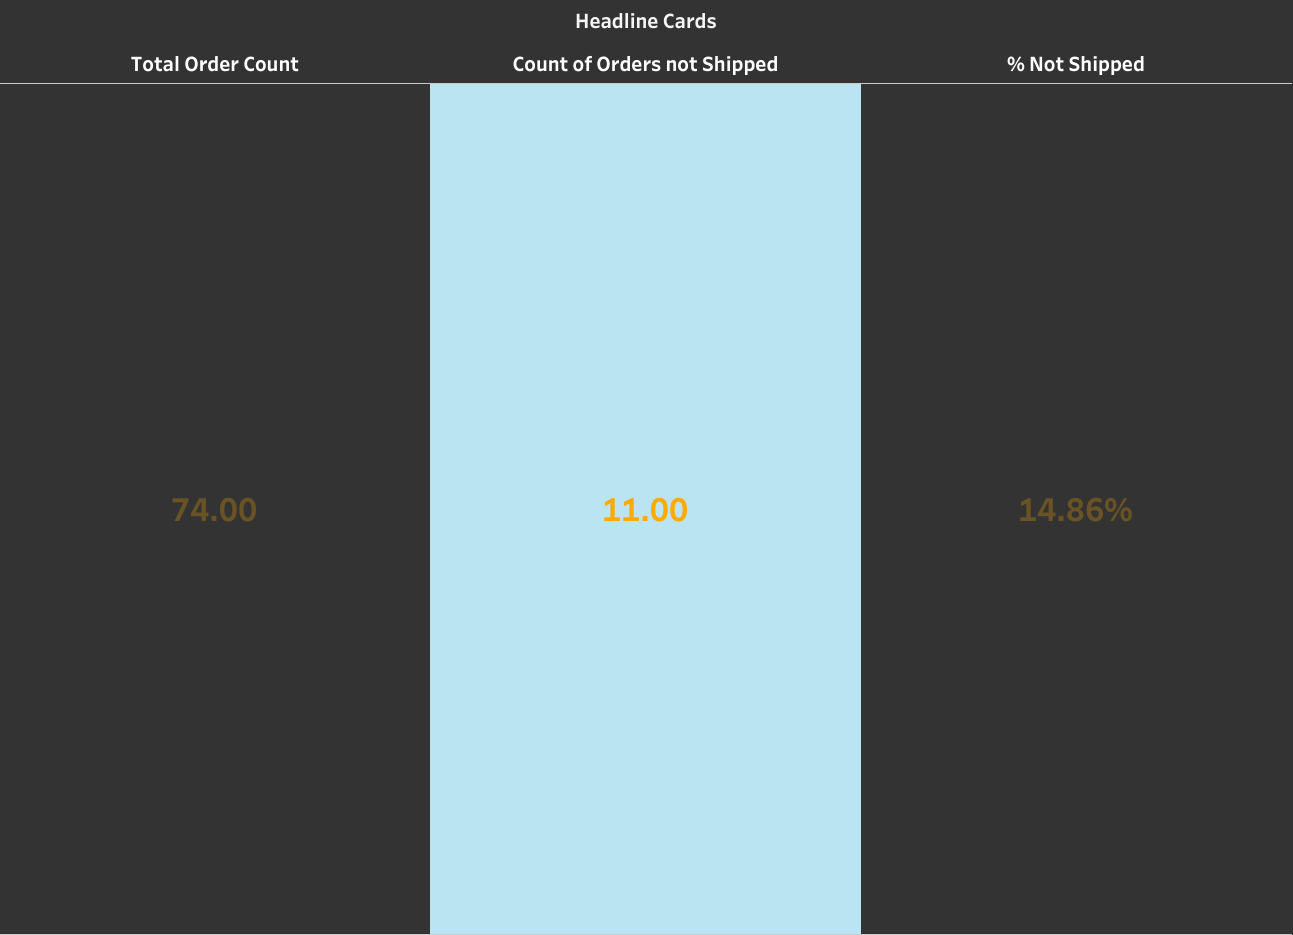 Headline Cards
Total Order Count Count of Orders not Shipped % Not Shipped
74.00 11.00 14.86%